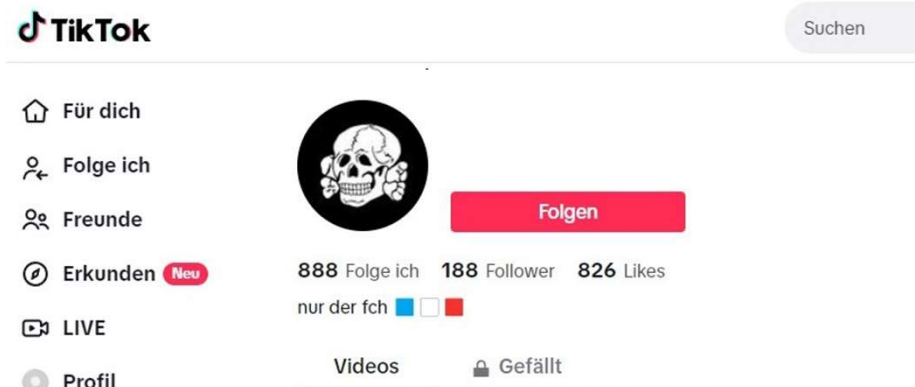 TikTok
Suchen
Für dich
Folge ich
Freunde
Erkunden Neu
LIVE
Profil
Folgen
888 Folge ich 188 Follower 826 Likes
nur der fch
Videos
Gefällt